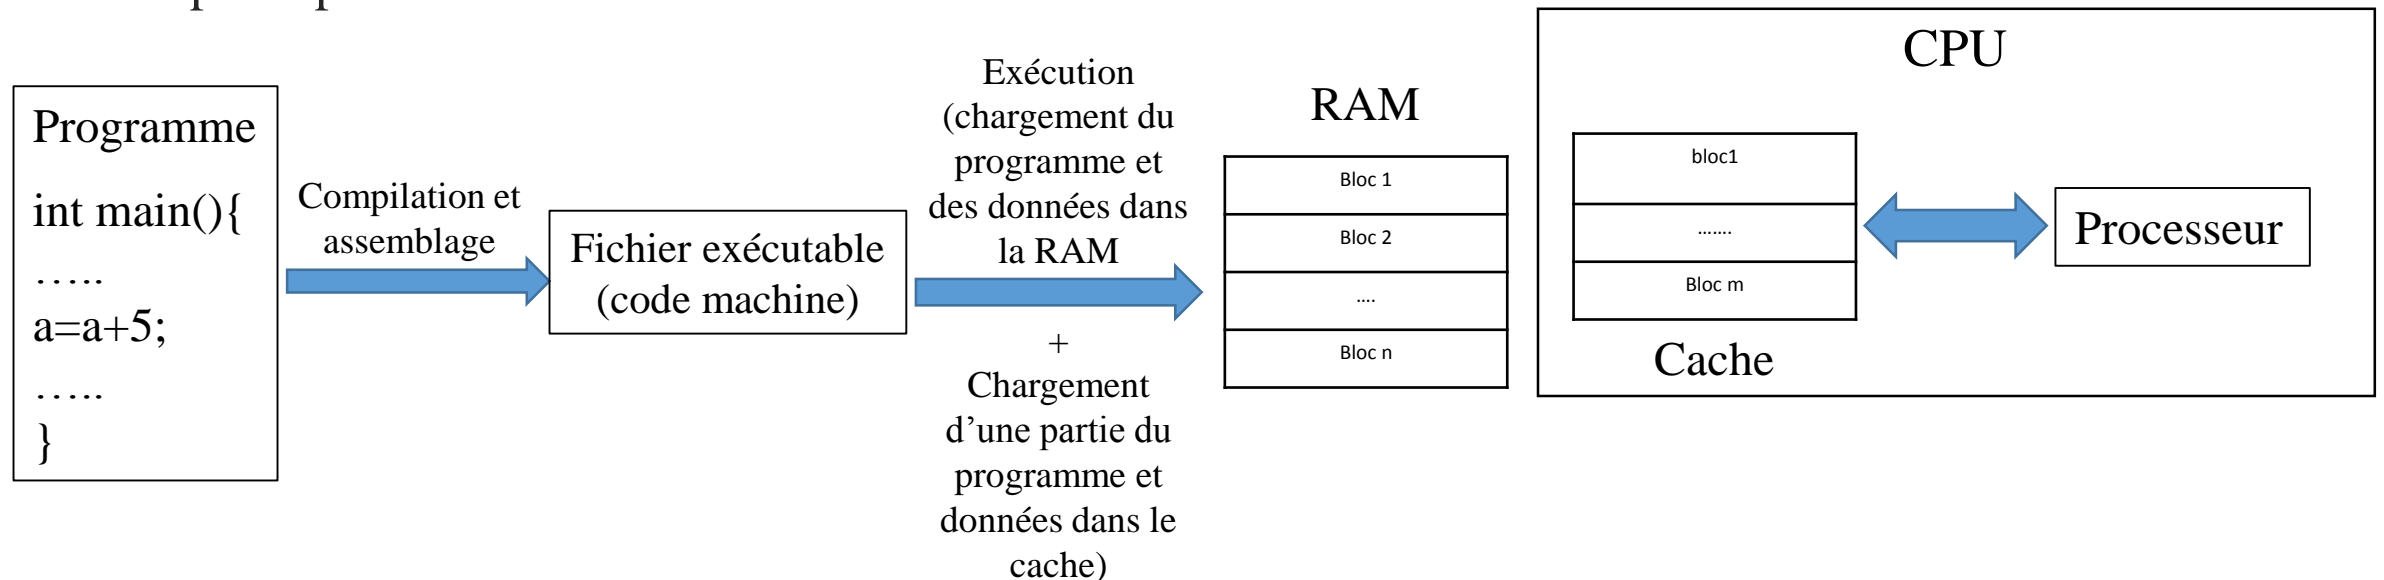 Programme
int main(){
…..
a=a+5;
…..
}
Compilation et
assemblage
Fichier exécutable
(code machine)
Exécution
(chargement du
programme et
des données dans
la RAM
+
Chargement
d’une partie du
programme et
données dans le
cache)
RAM
Bloc 1
Bloc 2
….
Bloc n
CPU
bloc1
…….
Bloc m
Cache
Processeur